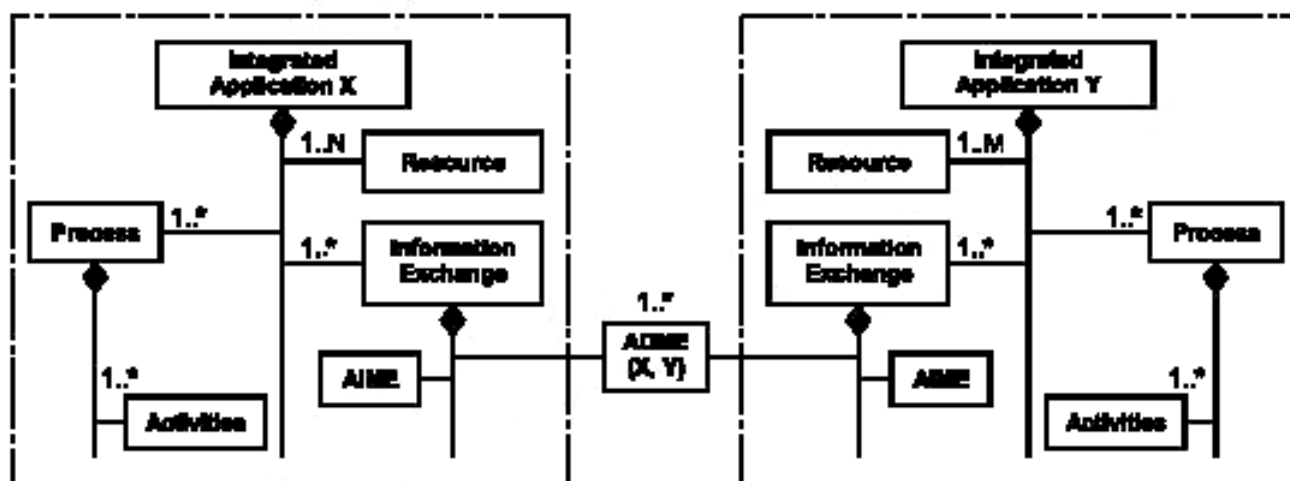 Integrated
Application X
1..N
Resource
Process
1..*
1..*
Information
Exchange
AIME
1..*
Activities
1..*
ADME
(X, Y)
Integrated
Application Y
Resource
1..M
1..*
Process
Information
Exchange
1..*
AIME
1..*
Activities